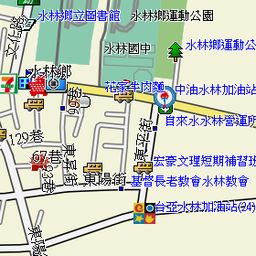 水林鄉立圖書館
水林鄉運動公園
水林國中
水林鄉運動公
水林鄉
花家牛肉麵
中油水林加油站
自來水水林營運所
129巷
宏豪文理短期補習班
東陽街
基督長老教會水林教會
東昇街
台亞水林加油站(24)